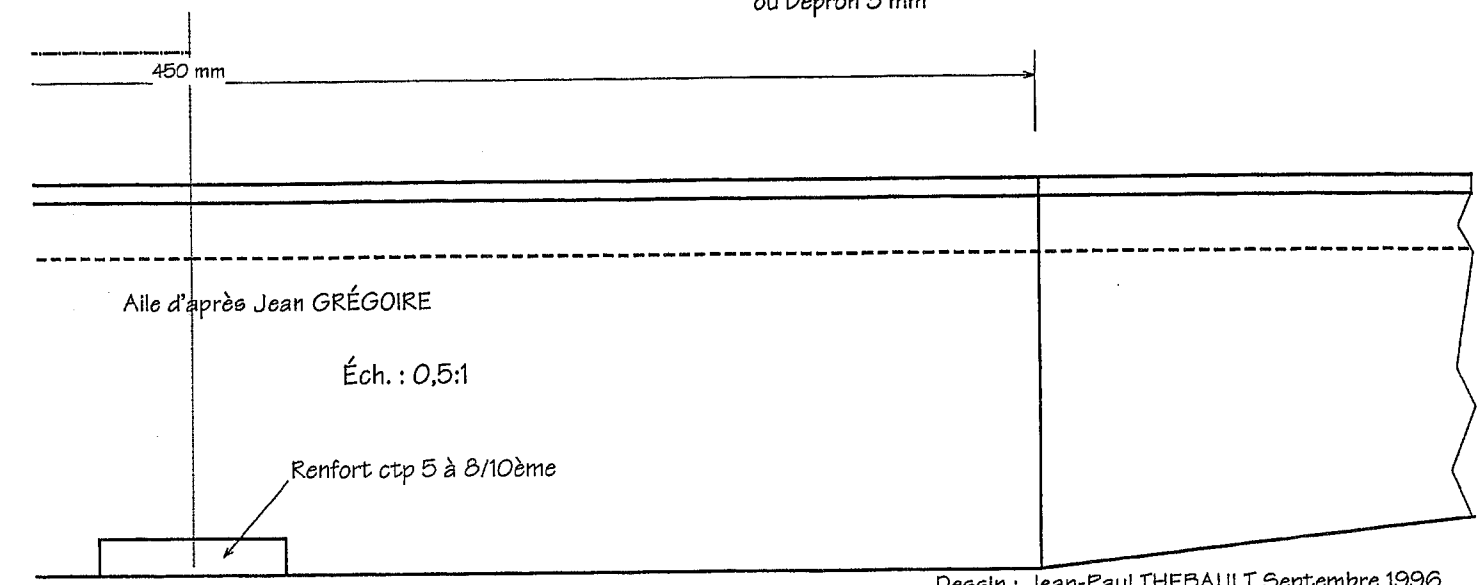 ou Dépron 3 mm
450 mm
Aile d'après Jean GRÉGOIRE
Éch. : 0,5:1
Renfort ctp 5 à 8/10ème
Dessin : Jean-Paul THEBAULT Septembre 1996